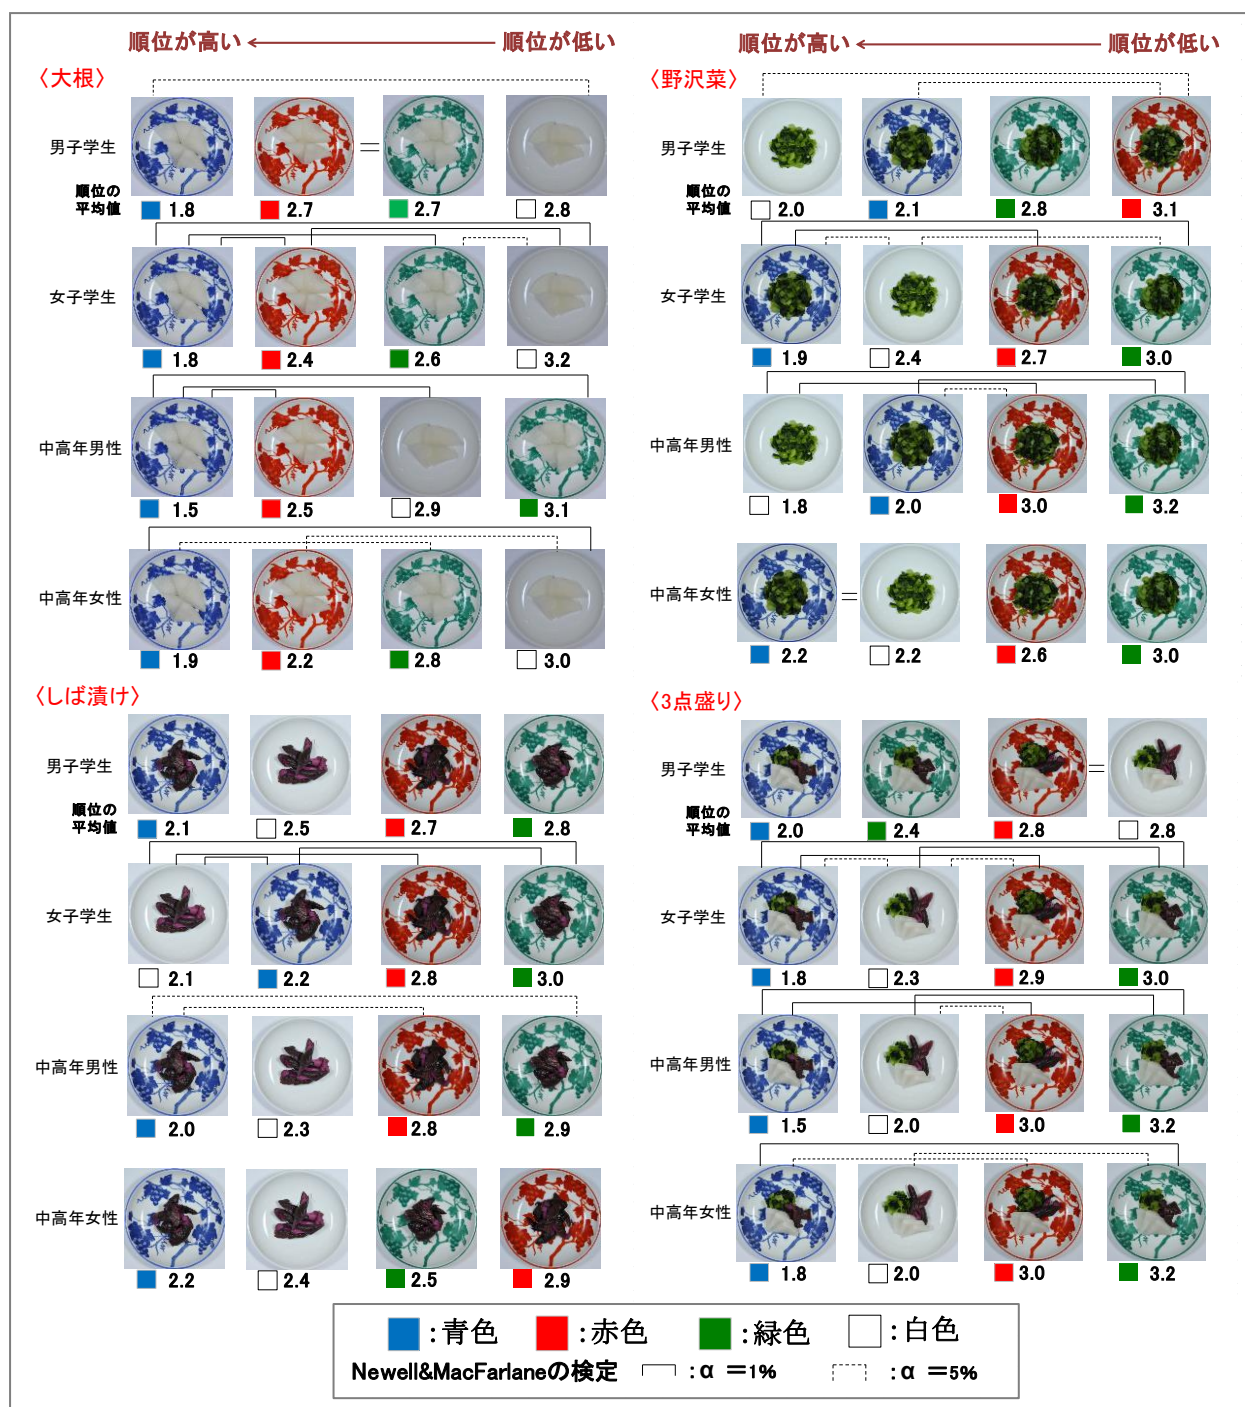 順位が高い 順位が低い
〈大根〉
男子学生
順位の
平均値
1.8 2.7 = 2.7 2.8
女子学生
1.8 2.4 2.6 3.2
中高年男性
1.5 2.5 2.9 3.1
中高年女性
1.9 2.2 2.8 3.0
〈しば漬け〉
男子学生
順位の
平均値
2.1 2.5 2.7 2.8
女子学生
2.1 2.2 2.8 3.0
中高年男性
2.0 2.3 2.8 2.9
中高年女性
2.2 2.4 2.5 2.9
順位が高い 順位が低い
〈野沢菜〉
男子学生
順位の
平均値
2.0 2.1 2.8 3.1
女子学生
1.9 2.4 2.7 3.0
中高年男性
1.8 2.0 3.0 3.2
中高年女性
2.2 = 2.2 2.6 3.0
〈3点盛り〉
男子学生
順位の
平均値
2.0 2.4 2.8 = 2.8
女子学生
1.8 2.3 2.9 3.0
中高年男性
1.5 2.0 3.0 3.2
中高年女性
1.8 2.0 3.0 3.2
:青色 :赤色 :緑色 :白色
Newell&MacFarlaneの検定 :α =1% :α =5%